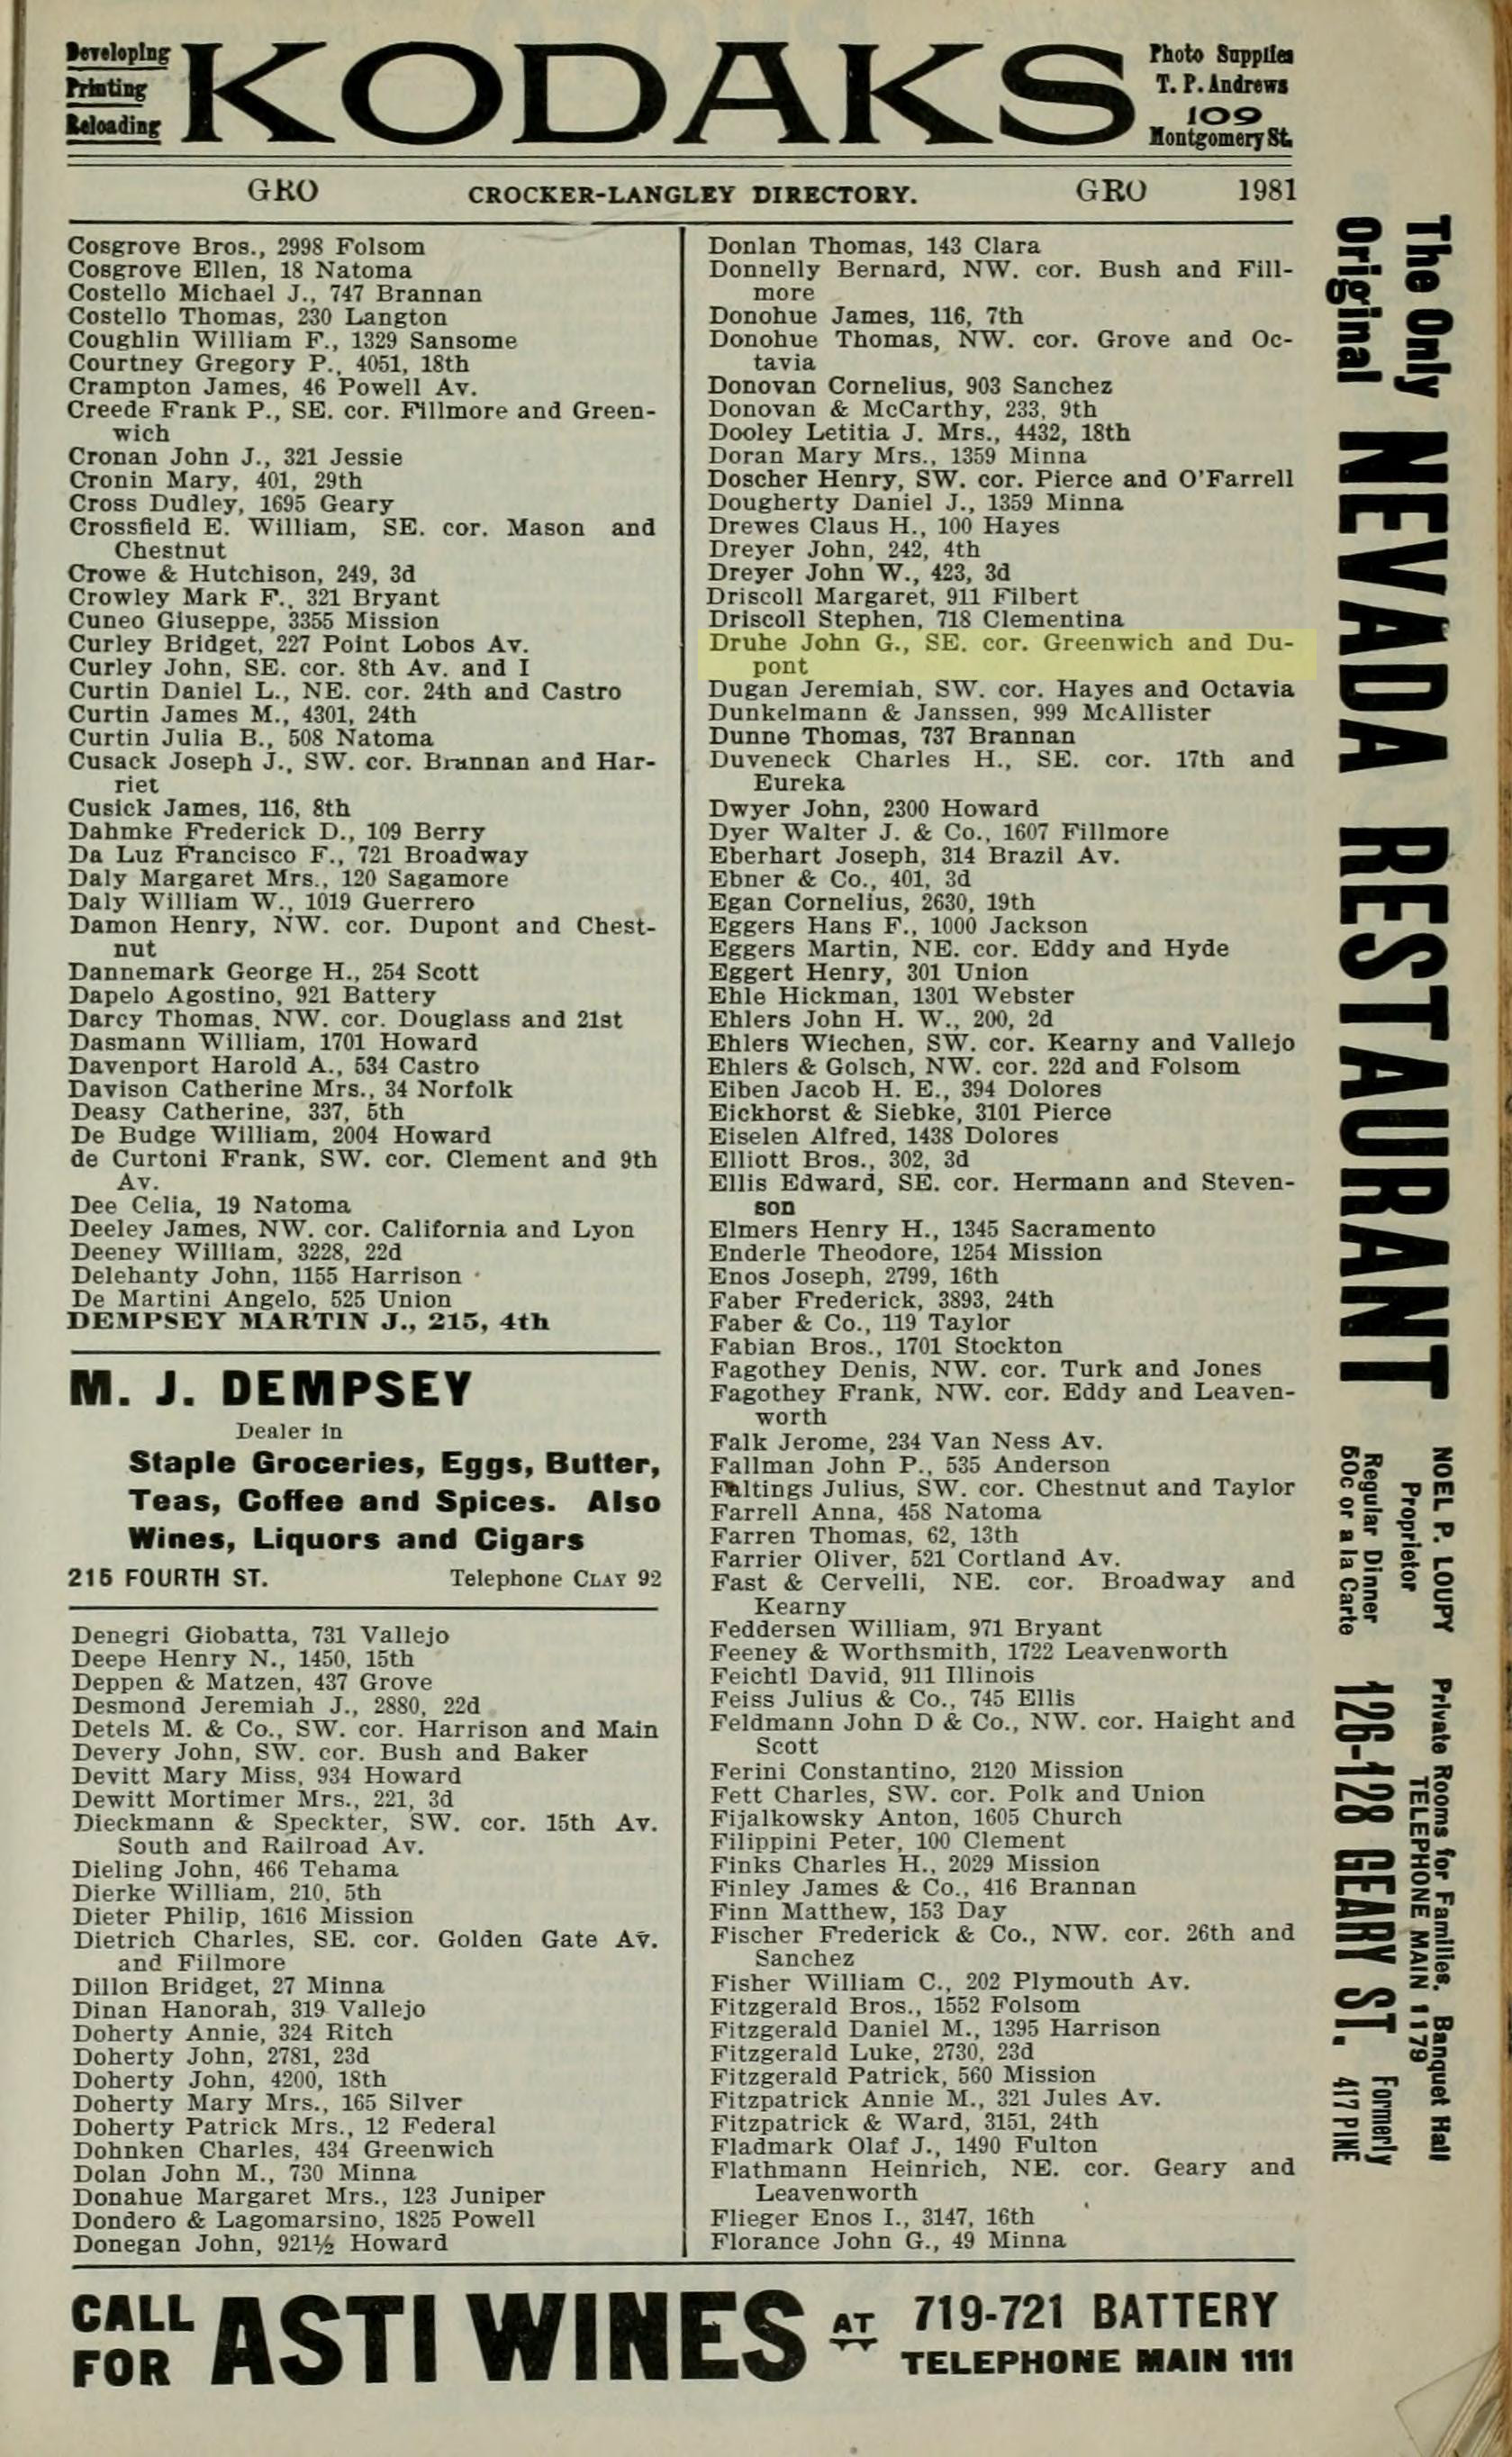 Developing
Printing
Reloading
KODAKS
Photo Supplies
T. P. Andrews
109
Montgomery St.
GRO CROCKER-LANGLEY DIRECTORY. GRO 1981
Cosgrove Bros., 2998 Folsom
Cosgrove Ellen, 18 Natoma
Costello Michael J., 747 Brannan
Costello Thomas, 230 Langton
Coughlin William F., 1329 Sansome
Courtney Gregory P., 4051, 18th
Crampton James, 46 Powell Av.
Creede Frank P., SE. cor. Fillmore and Green-
wich
Cronan John J., 321 Jessie
Cronin Mary, 401, 29th
Cross Dudley, 1695 Geary
Crossfield E. William, SE. cor. Mason and
Chestnut
Crowe & Hutchison, 249, 3d
Crowley Mark F., 321 Bryant
Cuneo Giuseppe, 3355 Mission
Curley Bridget, 227 Point Lobos Av.
Curley John, SE. cor. 8th Av. and I
Curtin Daniel L., NE. cor. 24th and Castro
Curtin James M., 4301, 24th
Curtin Julia B., 508 Natoma
Cusack Joseph J., SW. cor. Brannan and Har-
riet
Cusick James, 116, 8th
Dahmke Frederick D., 109 Berry
Da Luz Francisco F., 721 Broadway
Daly Margaret Mrs., 120 Sagamore
Daly William W., 1019 Guerrero
Damon Henry, NW. cor. Dupont and Chest-
nut
Dannemark George H., 254 Scott
Dapelo Agostino, 921 Battery
Darcy Thomas, NW. cor. Douglass and 21st
Dasmann William, 1701 Howard
Davenport Harold A., 534 Castro
Davison Catherine Mrs., 34 Norfolk
Deasy Catherine, 337, 5th
De Budge William, 2004 Howard
de Curtoni Frank, SW. cor. Clement and 9th
Av.
Dee Celia, 19 Natoma
Deeley James, NW. cor. California and Lyon
Deeney William, 3228, 22d
Delehanty John, 1155 Harrison
De Martini Angelo, 525 Union
DEMPSEY MARTIN J., 215, 4th
M. J. DEMPSEY
Dealer in
Staple Groceries, Eggs, Butter,
Teas, Coffee and Spices. Also
Wines, Liquors and Cigars
215 FOURTH ST. Telephone CLAY 92
Denegri Giobatta, 731 Vallejo
Deepe Henry N., 1450, 15th
Deppen & Matzen, 437 Grove
Desmond Jeremiah J., 2880, 22d
Detels M. & Co., SW. cor. Harrison and Main
Devery John, SW. cor. Bush and Baker
Devitt Mary Miss, 934 Howard
Dewitt Mortimer Mrs., 221, 3d
Dieckmann & Speckter, SW. cor. 15th Av.
South and Railroad Av.
Dieling John, 466 Tehama
Dierke William, 210, 5th
Dieter Philip, 1616 Mission
Dietrich Charles, SE. cor. Golden Gate Av.
and Fillmore
Dillon Bridget, 27 Minna
Dinan Hanorah, 319 Vallejo
Doherty Annie, 324 Ritch
Doherty John, 2781, 23d
Doherty John, 4200, 18th
Doherty Mary Mrs., 165 Silver
Doherty Patrick Mrs., 12 Federal
Dohnken Charles, 434 Greenwich
Dolan John M., 730 Minna
Donahue Margaret Mrs., 123 Juniper
Dondero & Lagomarsino, 1825 Powell
Donegan John, 921½ Howard
Donlan Thomas, 143 Clara
Donnelly Bernard, NW. cor. Bush and Fill-
more
Donohue James, 116, 7th
Donohue Thomas, NW. cor. Grove and Oc-
tavia
Donovan Cornelius, 903 Sanchez
Donovan & McCarthy, 233, 9th
Dooley Letitia J. Mrs., 4432, 18th
Doran Mary Mrs., 1359 Minna
Doscher Henry, SW. cor. Pierce and O'Farrell
Dougherty Daniel J., 1359 Minna
Drewes Claus H., 100 Hayes
Dreyer John, 242, 4th
Dreyer John W., 423, 3d
Driscoll Margaret, 911 Filbert
Driscoll Stephen, 718 Clementina
Druhe John G., SE. cor. Greenwich and Du-
pont
Dugan Jeremiah, SW. cor. Hayes and Octavia
Dunkelmann & Janssen, 999 McAllister
Dunne Thomas, 737 Brannan
Duveneck Charles H., SE. cor. 17th and
Eureka
Dwyer John, 2300 Howard
Dyer Walter J. & Co., 1607 Fillmore
Eberhart Joseph, 314 Brazil Av.
Ebner & Co., 401, 3d
Egan Cornelius, 2630, 19th
Eggers Hans F., 1000 Jackson
Eggers Martin, NE. cor. Eddy and Hyde
Eggert Henry, 301 Union
Ehle Hickman, 1301 Webster
Ehlers John H. W., 200, 2d
Ehlers Wiechen, SW. cor. Kearny and Vallejo
Ehlers & Golsch, NW. cor. 22d and Folsom
Eiben Jacob H. E., 394 Dolores
Eickhorst & Siebke, 3101 Pierce
Eiselen Alfred, 1438 Dolores
Elliott Bros., 302, 3d
Ellis Edward, SE. cor. Hermann and Steven-
son
Elmers Henry H., 1345 Sacramento
Enderle Theodore, 1254 Mission
Enos Joseph, 2799, 16th
Faber Frederick, 3893, 24th
Faber & Co., 119 Taylor
Fabian Bros., 1701 Stockton
Fagothey Denis, NW. cor. Turk and Jones
Fagothey Frank, NW. cor. Eddy and Leaven-
worth
Falk Jerome, 234 Van Ness Av.
Fallman John P., 535 Anderson
Faltings Julius, SW. cor. Chestnut and Taylor
Farrell Anna, 458 Natoma
Farren Thomas, 62, 13th
Farrier Oliver, 521 Cortland Av.
Fast & Cervelli, NE. cor. Broadway and
Kearny
Feddersen William, 971 Bryant
Feeney & Worthsmith, 1722 Leavenworth
Feichtl David, 911 Illinois
Feiss Julius & Co., 745 Ellis
Feldmann John D & Co., NW. cor. Haight and
Scott
Ferini Constantino, 2120 Mission
Fett Charles, SW. cor. Polk and Union
Fijalkowsky Anton, 1605 Church
Filippini Peter, 100 Clement
Finks Charles H., 2029 Mission
Finley James & Co., 416 Brannan
Finn Matthew, 153 Day
Fischer Frederick & Co., NW. cor. 26th and
Sanchez
Fisher William C., 202 Plymouth Av.
Fitzgerald Bros., 1552 Folsom
Fitzgerald Daniel M., 1395 Harrison
Fitzgerald Luke, 2730, 23d
Fitzgerald Patrick, 560 Mission
Fitzpatrick Annie M., 321 Jules Av.
Fitzpatrick & Ward, 3151, 24th
Fladmark Olaf J., 1490 Fulton
Flathmann Heinrich, NE. cor. Geary and
Leavenworth
Flieger Enos I., 3147, 16th
Florance John G., 49 Minna
The Only
Original
NEVADA RESTAURANT
NOEL P. LOUPY
Proprietor
Regular Dinner
50c or a la Carte
Private Rooms for Families. Banquet Hall
TELEPHONE MAIN 1179
126-128 GEARY ST.
Formerly
417 PINE
CALL
FOR
ASTI WINES AT
719-721 BATTERY
TELEPHONE MAIN 1111